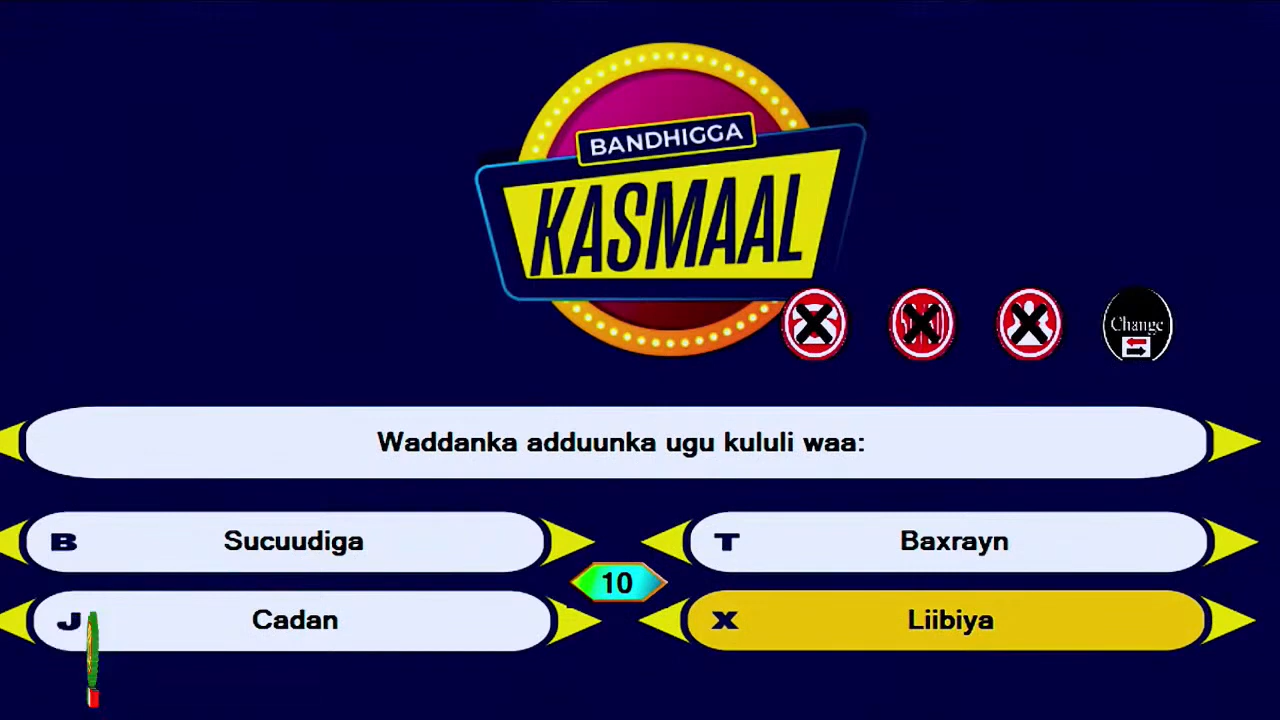 BANDHIGGA
KASMAAL
Change
Waddanka adduunka ugu kululi waa:
B Sucuudiga
T Baxrayn
10
J Cadan
X Liibiya